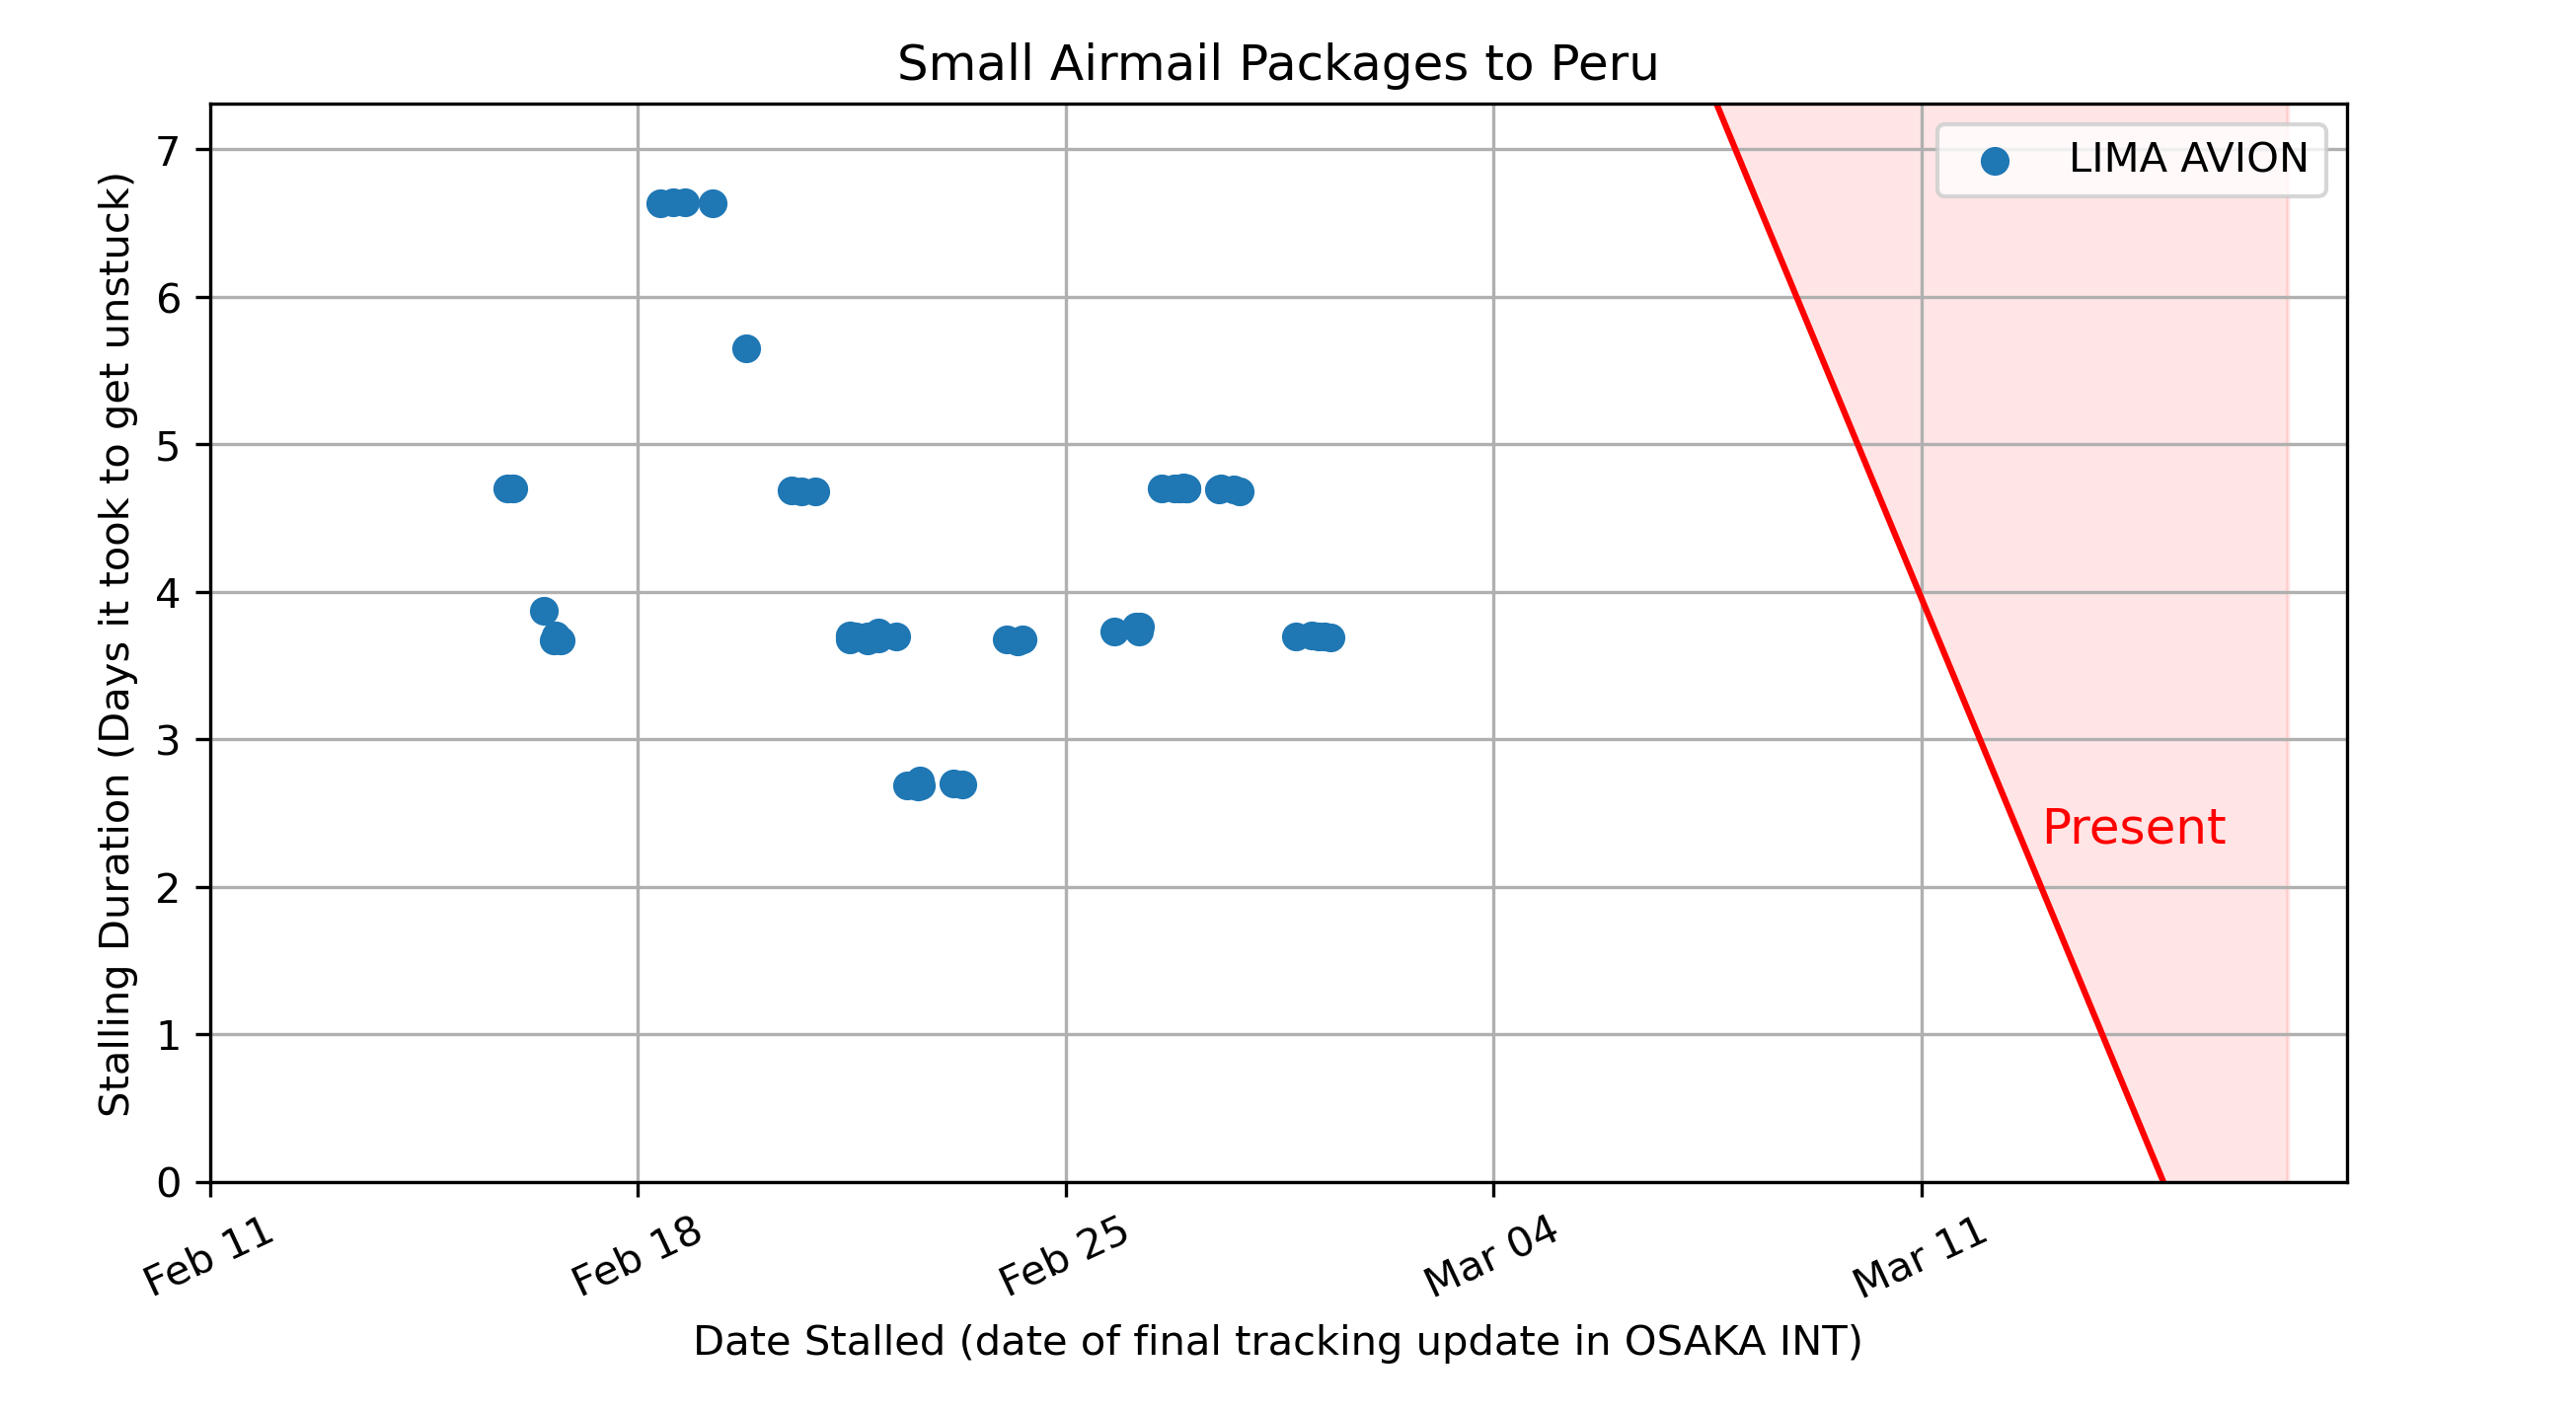 Small Airmail Packages to Peru
Stalling Duration (Days it took to get unstuck)
7
6
5
4
3
2
1
0
LIMA AVION
Present
Feb 11
Feb 18
Feb 25
Mar 04
Mar 11
Date Stalled (date of final tracking update in OSAKA INT)